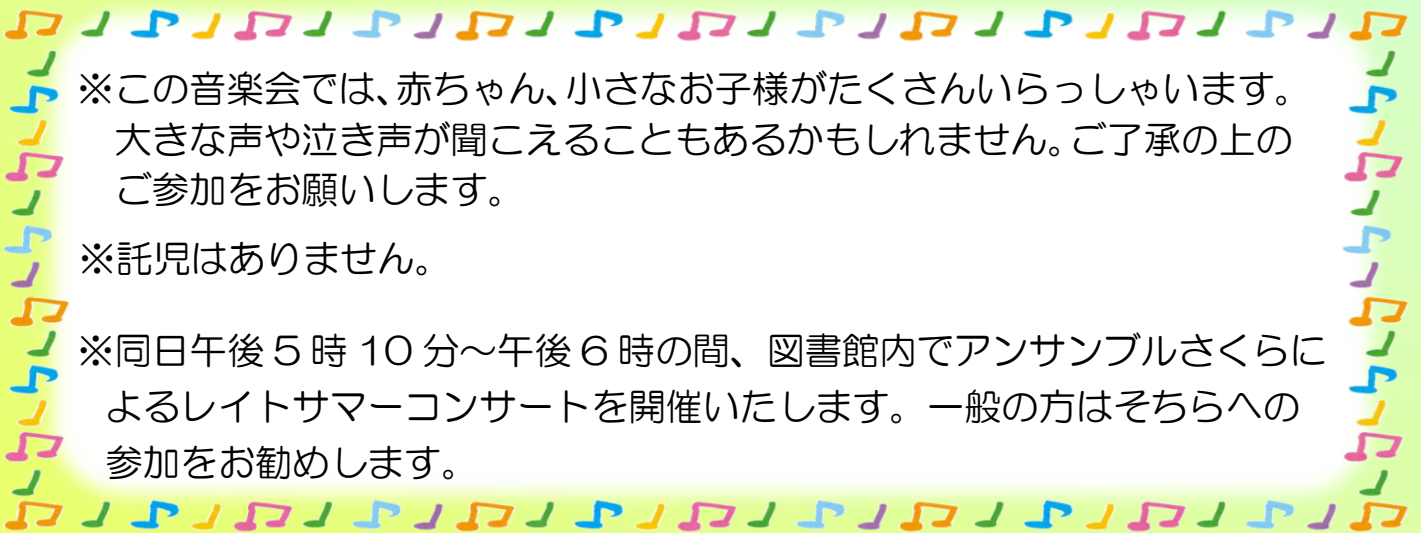 ※この音楽会では、赤ちゃん、小さなお子様がたくさんいらっしゃいます。
大きな声や泣き声が聞こえることもあるかもしれません。ご了承の上の
ご参加をお願いします。
※託児はありません。
※同日午後5時10分～午後6時の間、図書館内でアンサンブルさくらに
よるレイトサマーコンサートを開催いたします。一般の方はそちらへの
参加をお勧めします。